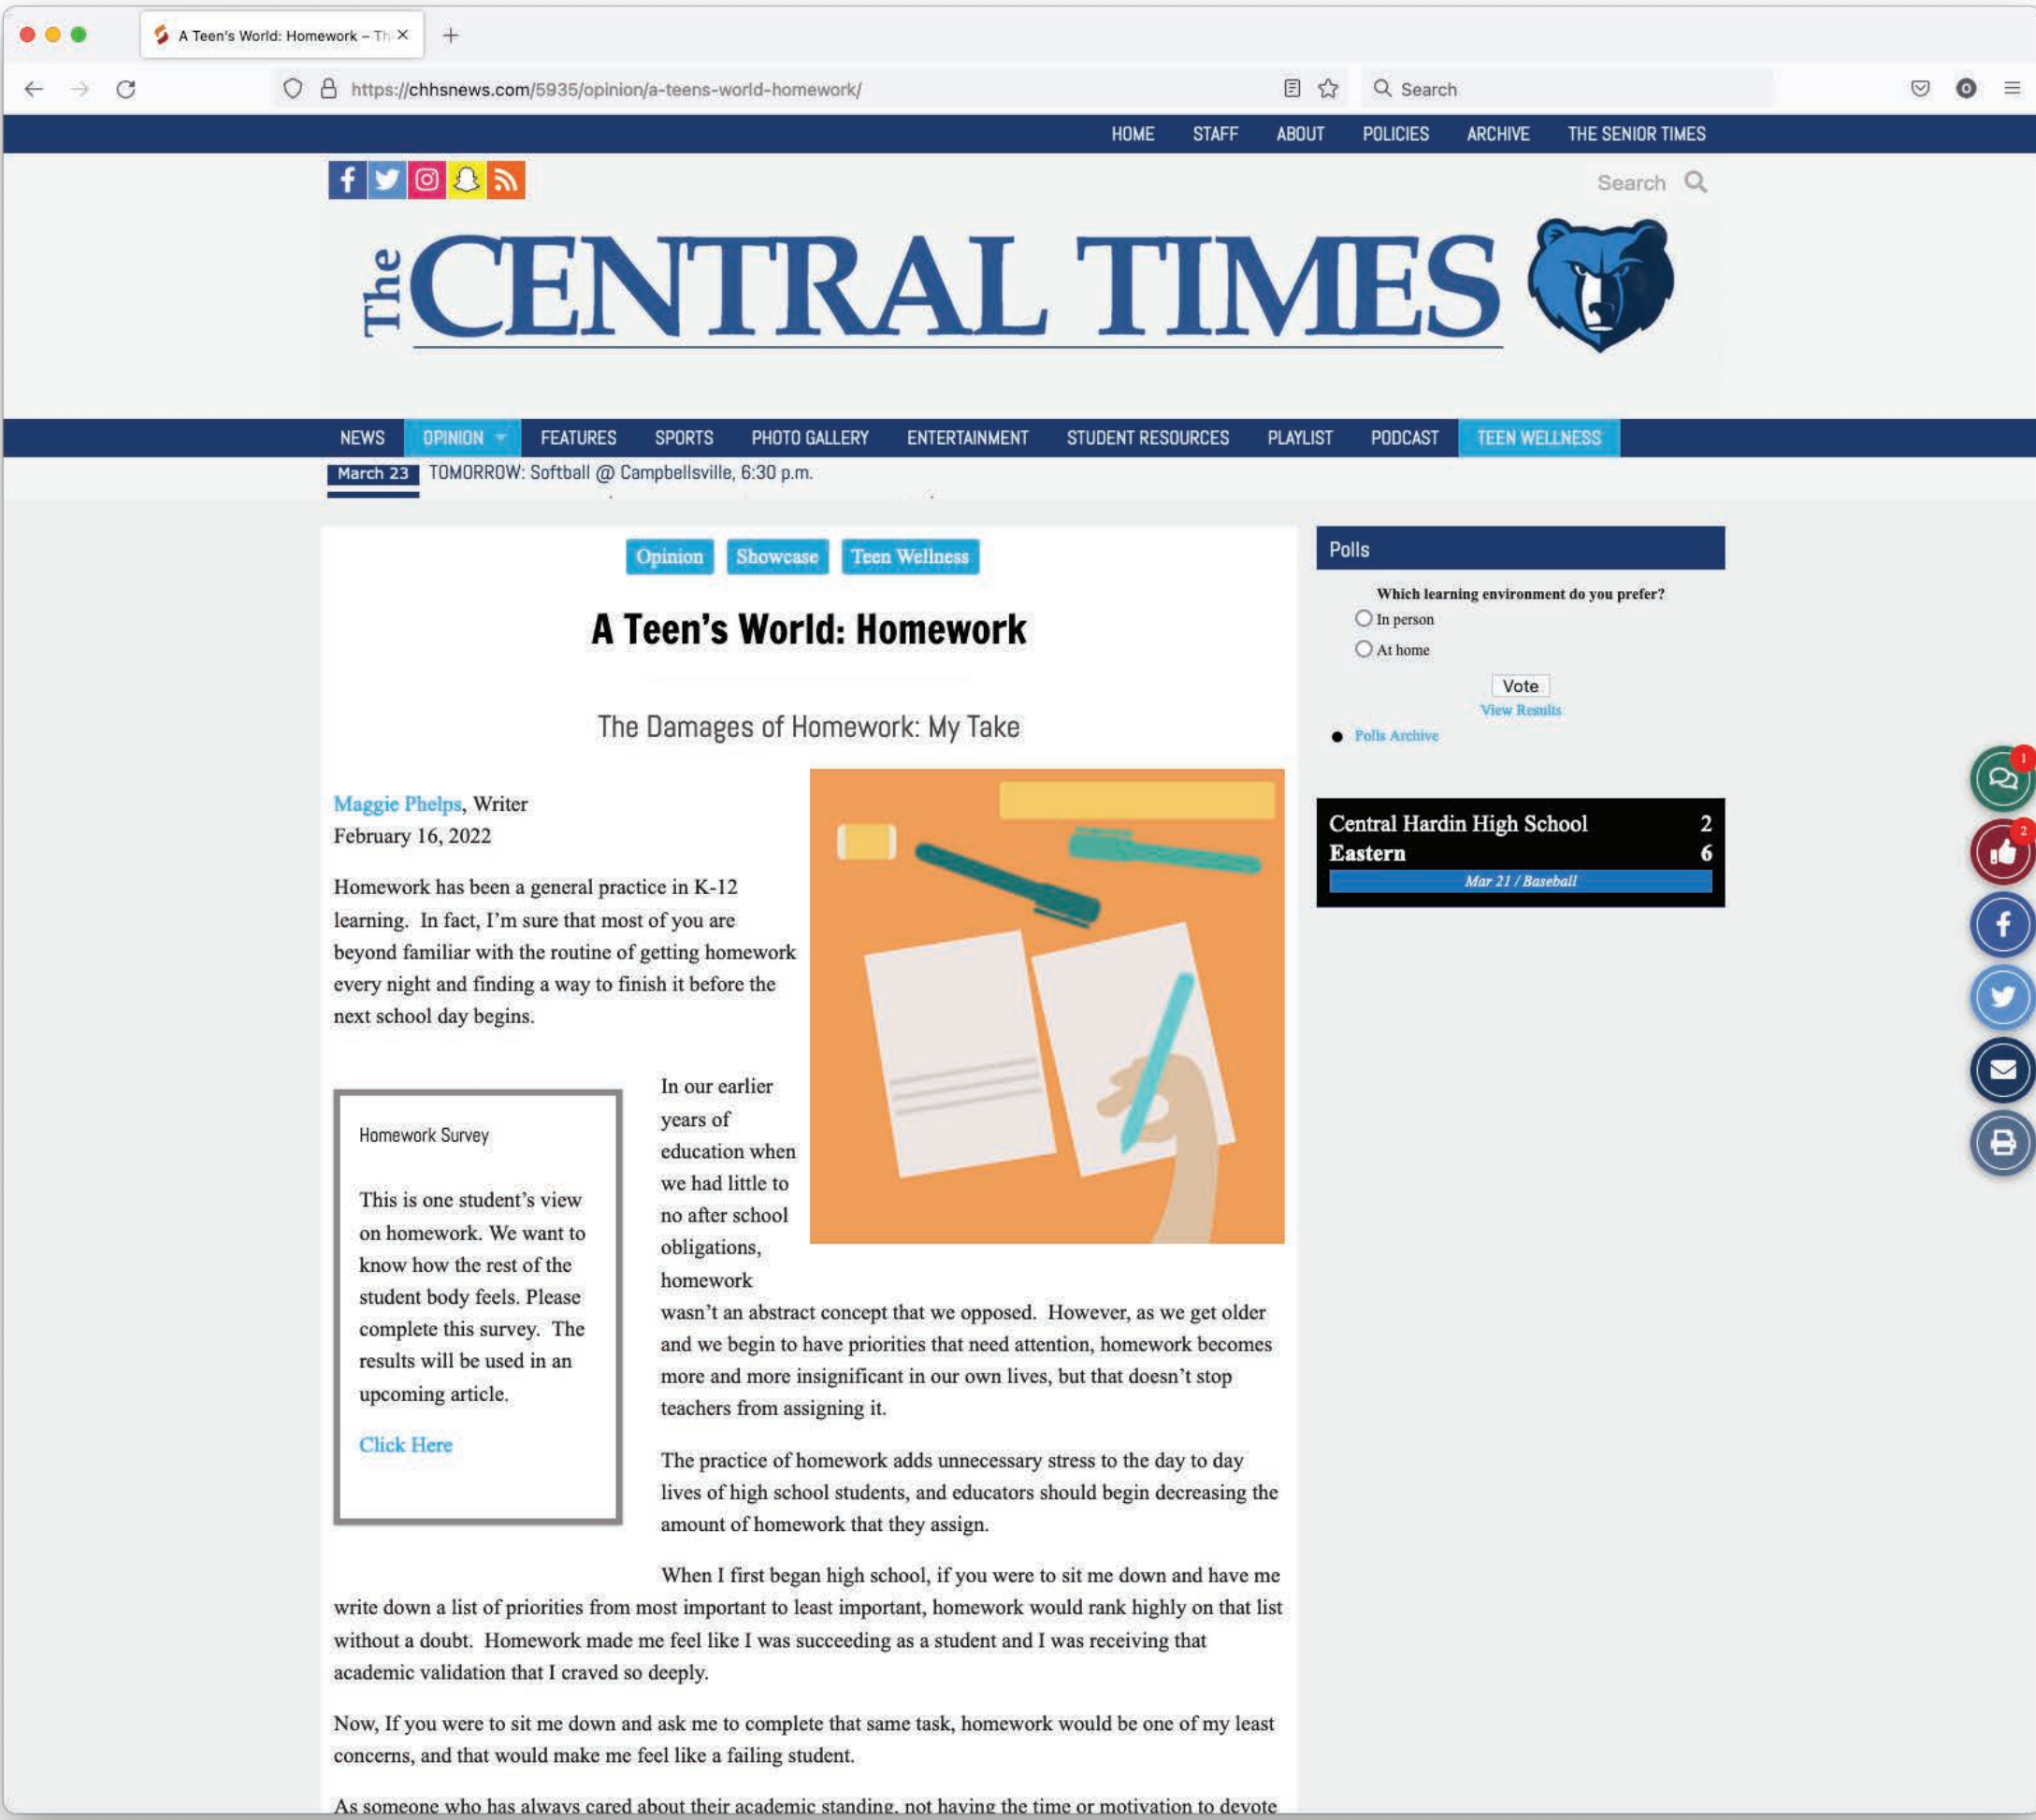 A Teen's World: Homework – Th
https://chhsnews.com/5935/opinion/a-teens-world-homework/
Search
HOME STAFF ABOUT POLICIES ARCHIVE THE SENIOR TIMES
Search
The CENTRAL TIMES
NEWS OPINION FEATURES SPORTS PHOTO GALLERY ENTERTAINMENT STUDENT RESOURCES PLAYLIST PODCAST TEEN WELLNESS
March 23 TOMORROW: Softball @ Campbellsville, 6:30 p.m.
Opinion Showcase Teen Wellness
A Teen's World: Homework
The Damages of Homework: My Take
Maggie Phelps, Writer
February 16, 2022
Homework has been a general practice in K-12
learning.  In fact, I'm sure that most of you are
beyond familiar with the routine of getting homework
every night and finding a way to finish it before the
next school day begins.
Homework Survey
This is one student's view
on homework. We want to
know how the rest of the
student body feels. Please
complete this survey.  The
results will be used in an
upcoming article.
Click Here
In our earlier
years of
education when
we had little to
no after school
obligations,
homework
wasn't an abstract concept that we opposed.  However, as we get older
and we begin to have priorities that need attention, homework becomes
more and more insignificant in our own lives, but that doesn't stop
teachers from assigning it.
The practice of homework adds unnecessary stress to the day to day
lives of high school students, and educators should begin decreasing the
amount of homework that they assign.
When I first began high school, if you were to sit me down and have me
write down a list of priorities from most important to least important, homework would rank highly on that list
without a doubt.  Homework made me feel like I was succeeding as a student and I was receiving that
academic validation that I craved so deeply.
Now, If you were to sit me down and ask me to complete that same task, homework would be one of my least
concerns, and that would make me feel like a failing student.
As someone who has always cared about their academic standing, not having the time or motivation to devote
Polls
Which learning environment do you prefer?
In person
At home
Vote
View Results
Polls Archive
Central Hardin High School 2
Eastern 6
Mar 21 / Baseball
1
2